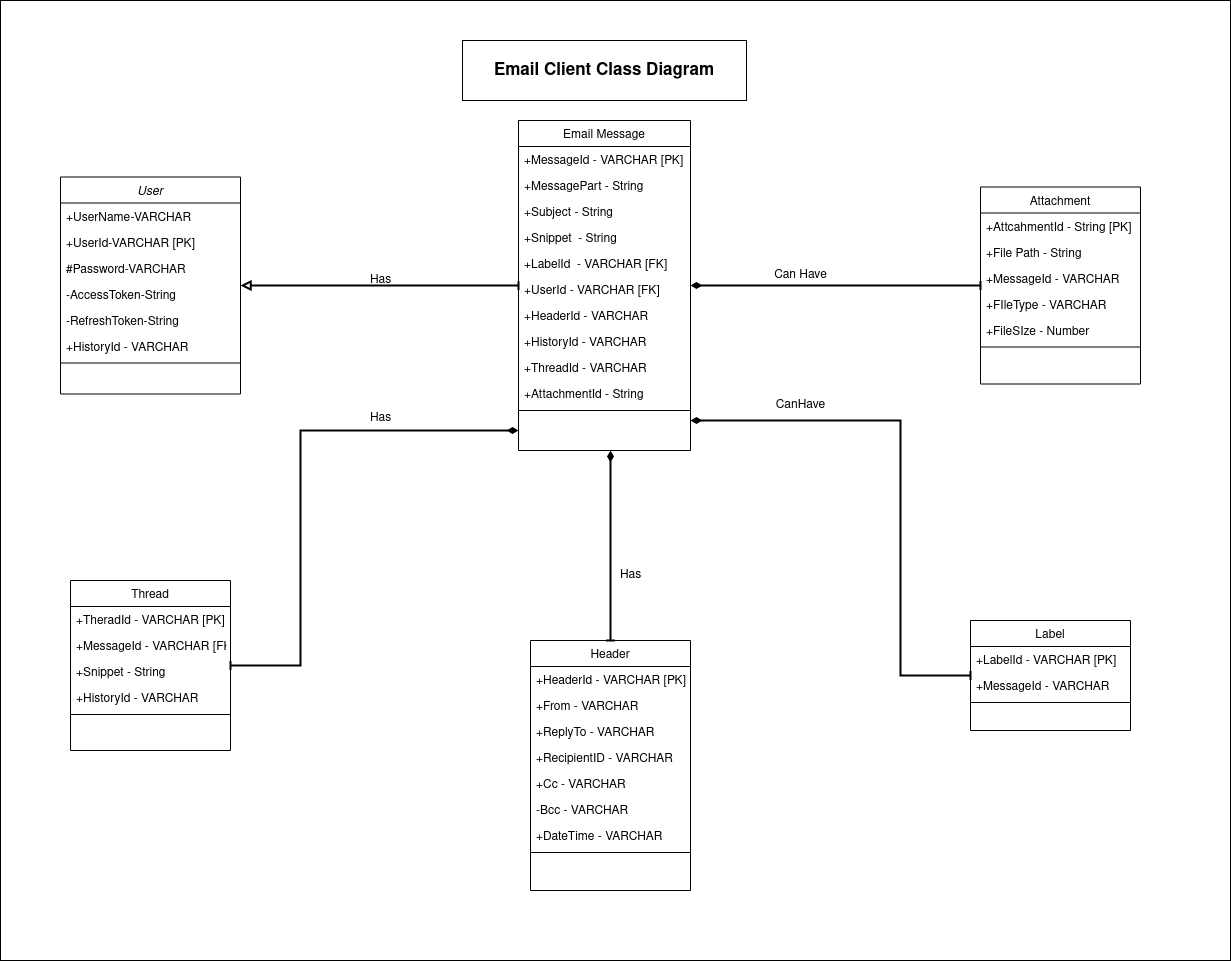 Email Client Class Diagram
Email Message
+MessageId - VARCHAR [PK]
+MessagePart - String
+Subject - String
+Snippet  - String
+LabelId  - VARCHAR [FK]
+UserId - VARCHAR [FK]
+HeaderId - VARCHAR
+HistoryId - VARCHAR
+ThreadId - VARCHAR
+AttachmentId - String
User
+UserName-VARCHAR
+UserId-VARCHAR [PK]
#Password-VARCHAR
-AccessToken-String
-RefreshToken-String
+HistoryId - VARCHAR
Has
Can Have
Attachment
+AttcahmentId - String [PK]
+File Path - String
+MessageId - VARCHAR
+FIleType - VARCHAR
+FileSIze - Number
Has
CanHave
Has
Thread
+TheradId - VARCHAR [PK]
+MessageId - VARCHAR
+Snippet - String
+HistoryId - VARCHAR
Header
+HeaderId - VARCHAR [PK]
+From - VARCHAR
+ReplyTo - VARCHAR
+RecipientID - VARCHAR
+Cc - VARCHAR
-Bcc - VARCHAR
+DateTime - VARCHAR
Label
+LabelId - VARCHAR [PK]
+MessageId - VARCHAR